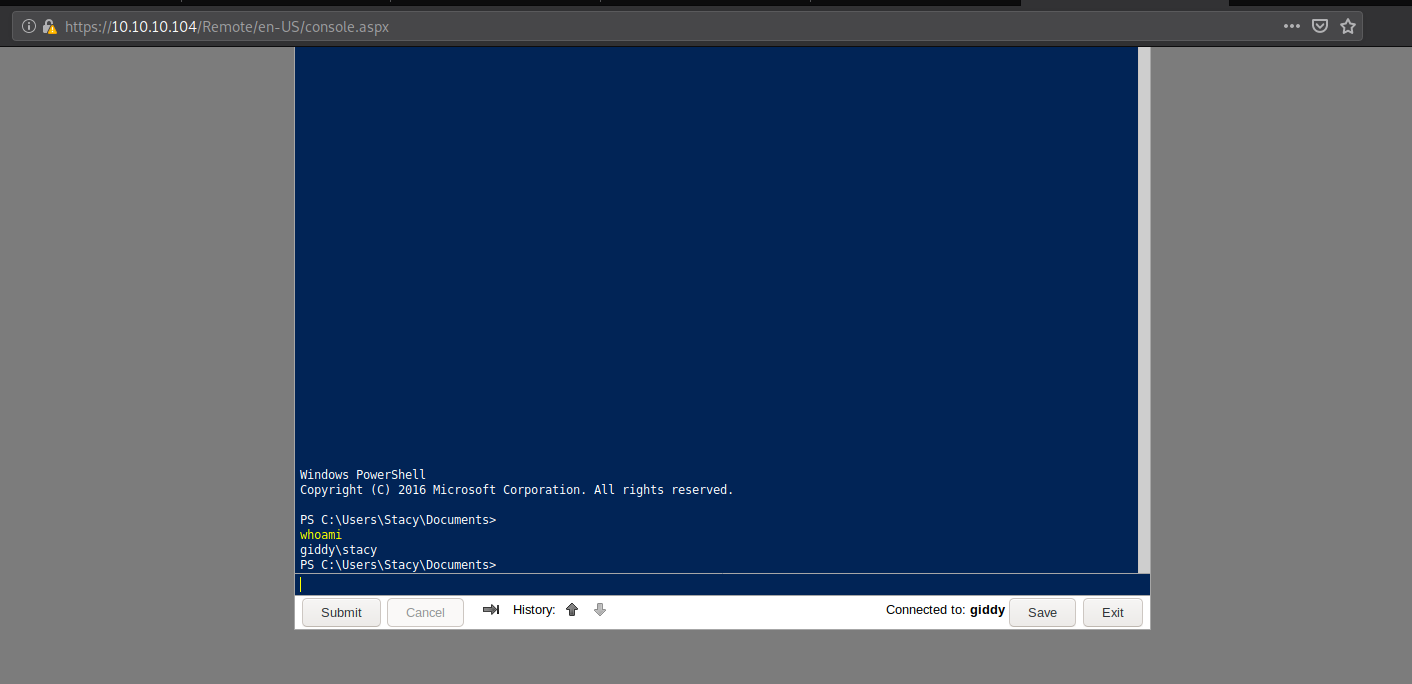 https://10.10.10.104/Remote/en-US/console.aspx
Windows PowerShell
Copyright (C) 2016 Microsoft Corporation. All rights reserved.
PS C:\Users\Stacy\Documents>
whoami
giddy\stacy
PS C:\Users\Stacy\Documents>
Submit Cancel History: Connected to: giddy Save Exit